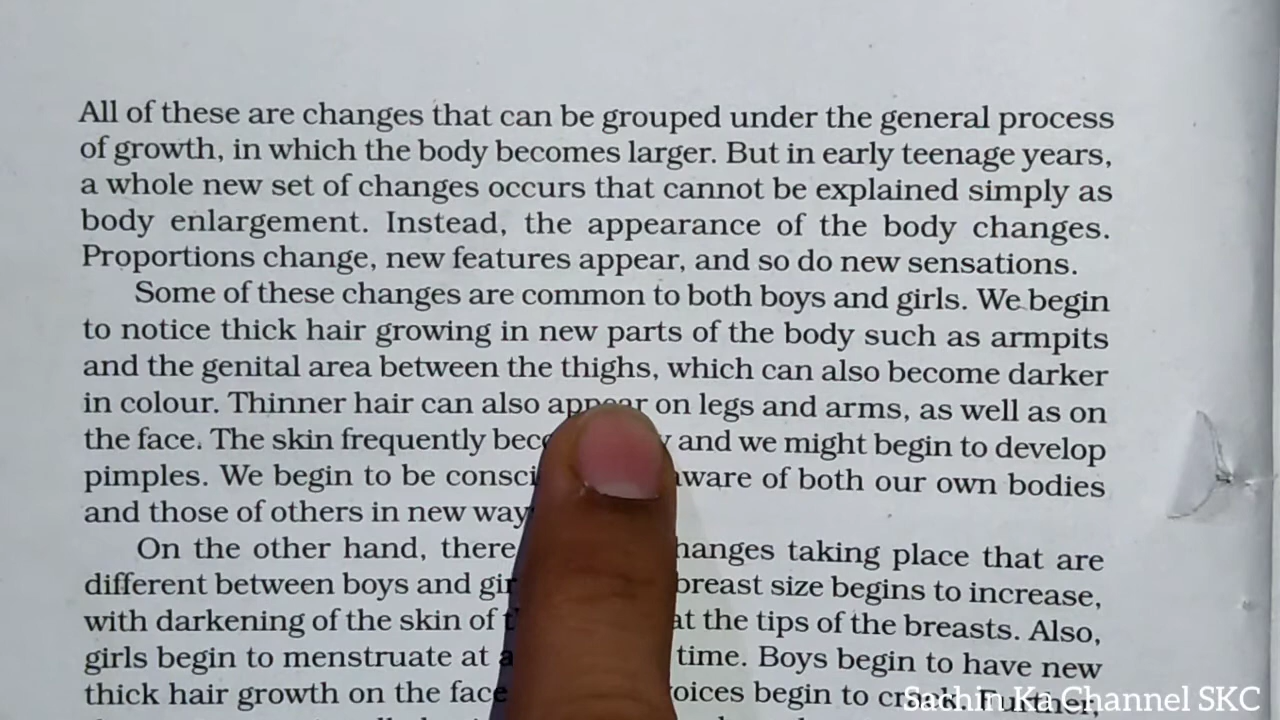 All of these are changes that can be grouped under the general process
of growth, in which the body becomes larger. But in early teenage years,
a whole new set of changes occurs that cannot be explained simply as
body enlargement. Instead, the appearance of the body changes.
Proportions change, new features appear, and so do new sensations.
Some of these changes are common to both boys and girls. We begin
to notice thick hair growing in new parts of the body such as armpits
and the genital area between the thighs, which can also become darker
in colour. Thinner hair can also appear on legs and arms, as well as on
the face. The skin frequently and we might begin to develop
pimples. We begin to be of both our own bodies
and those of others in new
On the other hand, there taking place that are
different between boys and breast size begins to increase,
with darkening of the skin of at the tips of the breasts. Also,
girls begin to menstruate at time. Boys begin to have new
thick hair growth on the face begin to crack. Further,
Sathin Ka Channel SKC